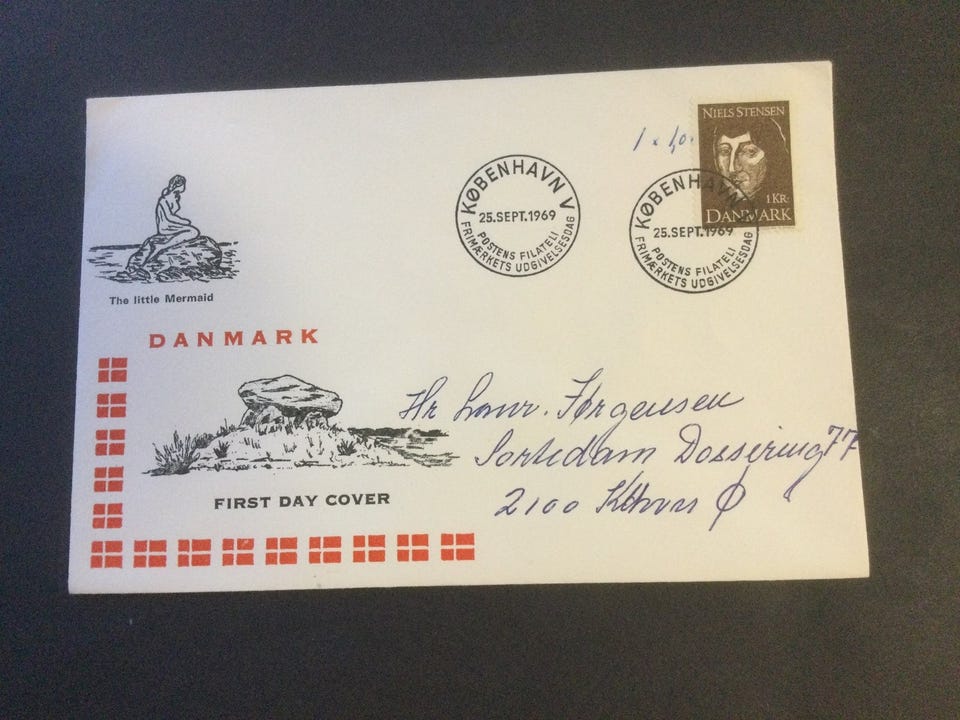 NIELS STENSEN
1 KR.
DANMARK
KØBENHAVN V
25.SEPT.1969
POSTENS FILATELI
FRIMÆRKETS UDGIVELSESDAG
KØBENHAVN V
25.SEPT.1969
POSTENS FILATELI
FRIMÆRKETS UDGIVELSESDAG
The little Mermaid
DANMARK
Hr Laur. Jørgensen
Sortedam Dossering 77
2100 Kbhvn Ø
FIRST DAY COVER